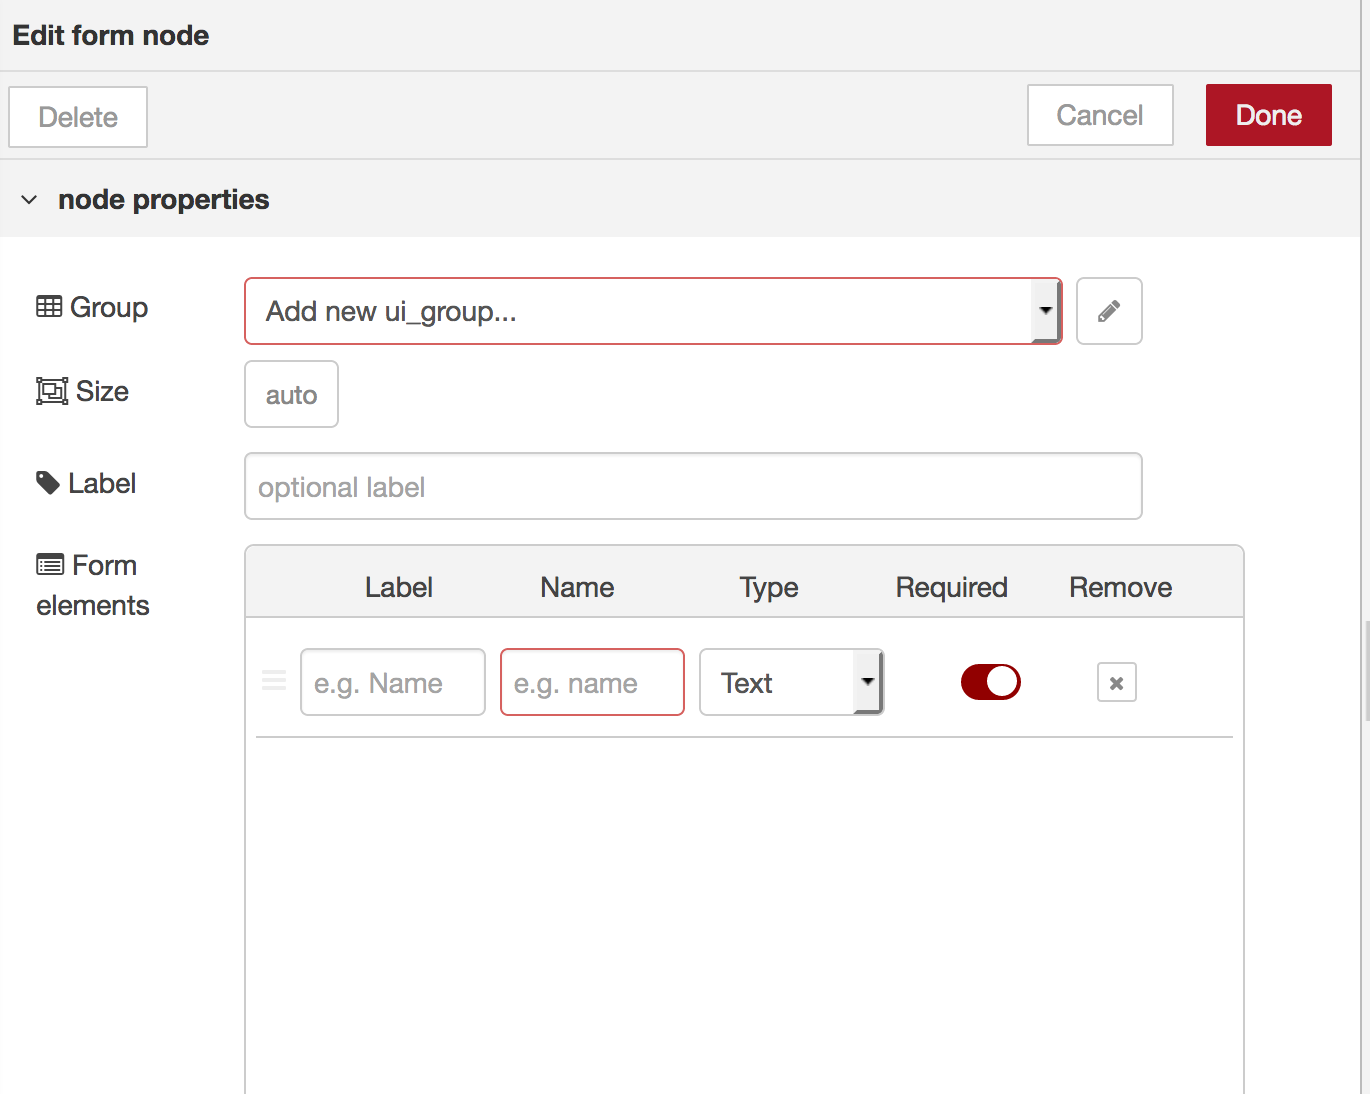 Edit form node
Delete Cancel Done
node properties
Group Add new ui_group...
Size auto
Label optional label
Form elements
Label Name Type Required Remove
e.g. Name e.g. name Text